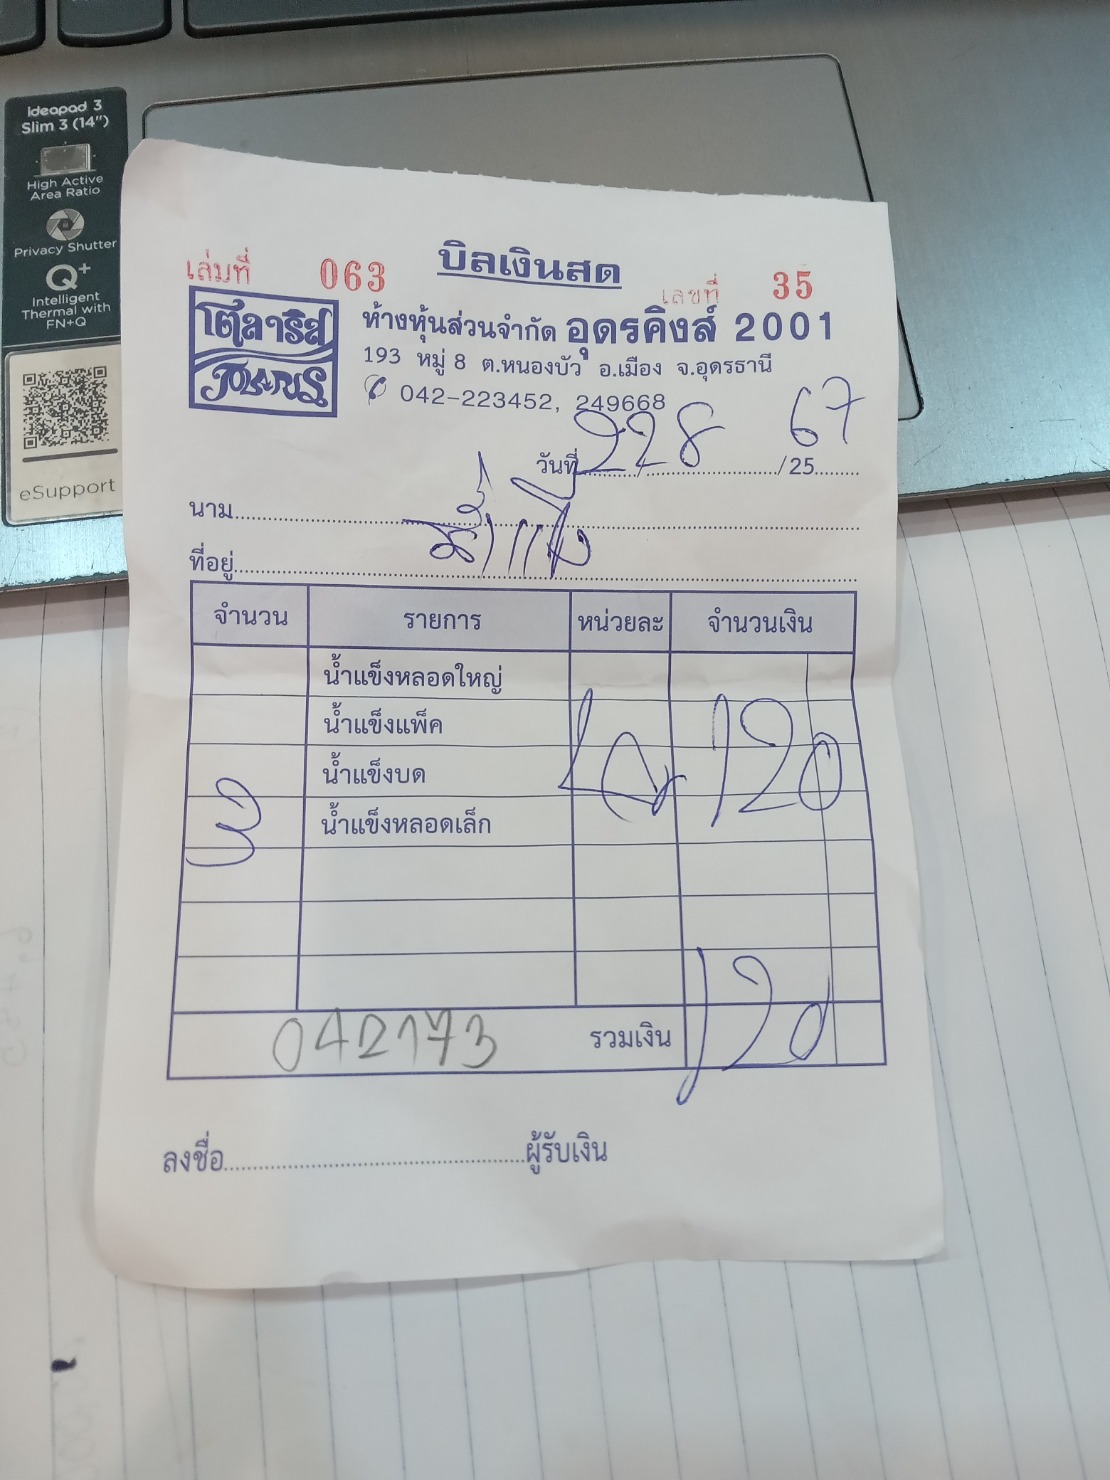 Ideapad 3
Slim 3 (14")
High Active
Area Ratio
Privacy Shutter
Q+
Intelligent
Thermal with
FN+Q
eSupport
บิลเงินสด
เล่มที่ 063
เลขที่ 35
โตลาริส
TOLARIS
ห้างหุ้นส่วนจำกัด อุดรคิงส์ 2001
193 หมู่ 8 ต.หนองบัว อ.เมือง จ.อุดรธานี
042-223452, 249668
วันที่ 22/8 /25 67
นาม
ที่อยู่
จำนวน รายการ หน่วยละ จำนวนเงิน
น้ำแข็งหลอดใหญ่
น้ำแข็งแพ็ค
น้ำแข็งบด 120
3 น้ำแข็งหลอดเล็ก
042173 รวมเงิน 120
ลงชื่อ ผู้รับเงิน